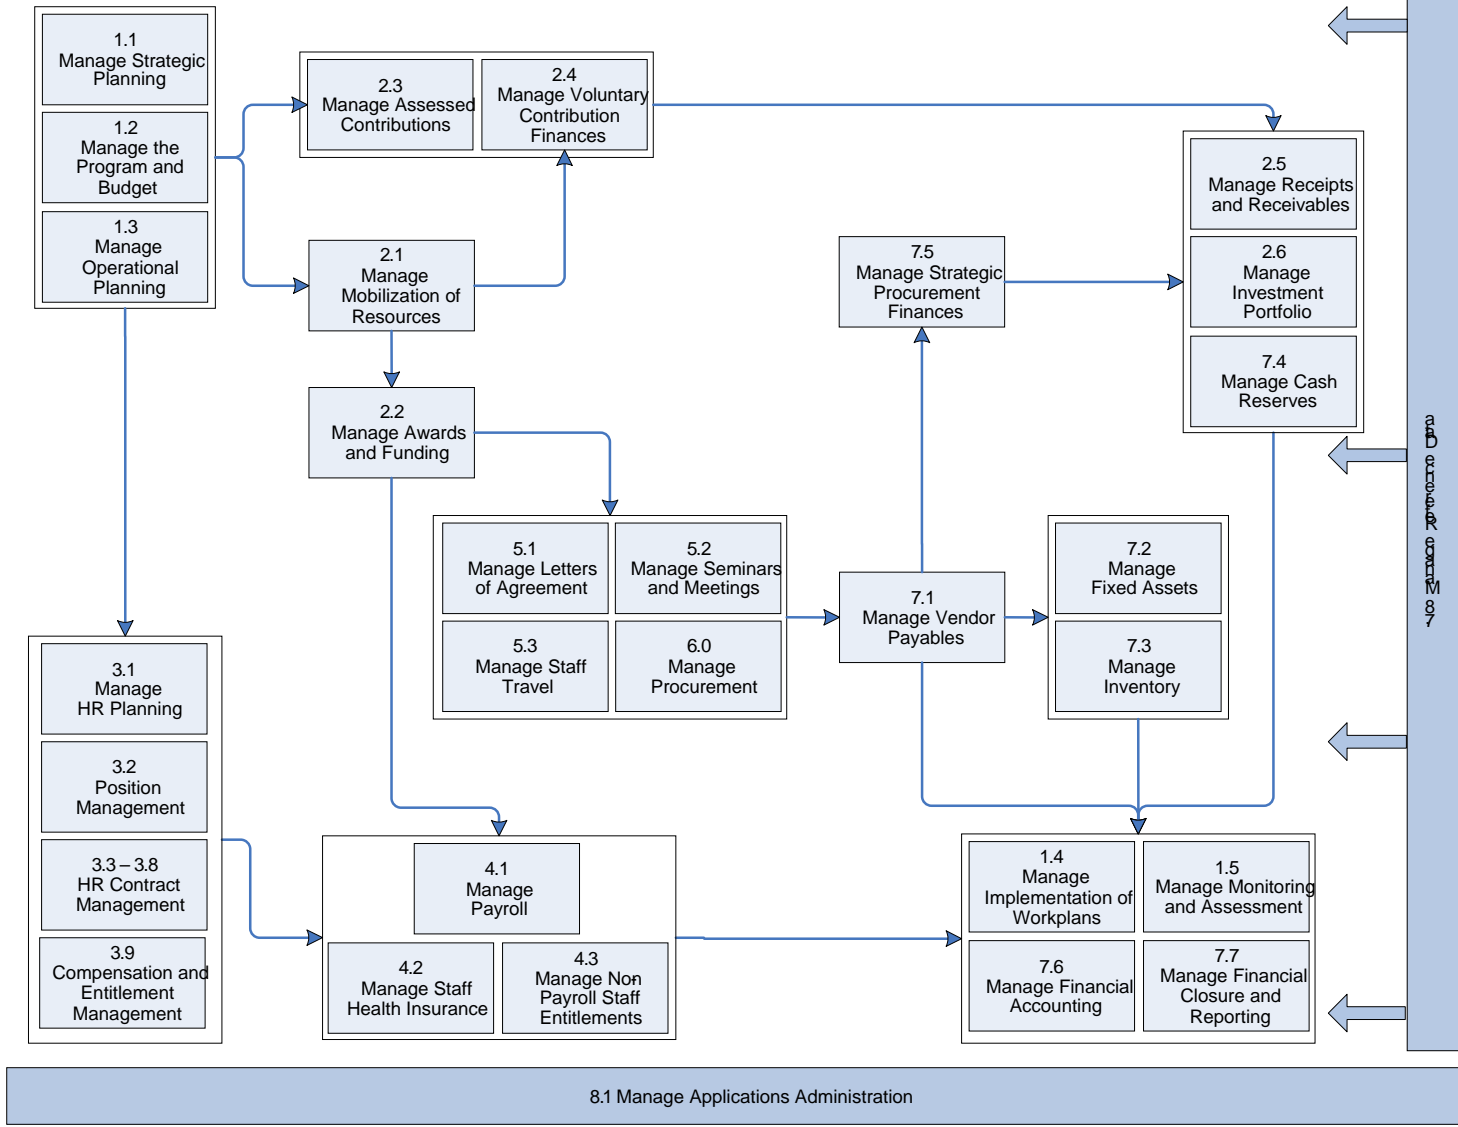 1.1
Manage Strategic
Planning
1.2
Manage the
Program and
Budget
1.3
Manage
Operational
Planning
2.3
Manage Assessed
Contributions
2.4
Manage Voluntary
Contribution
Finances
2.1
Manage
Mobilization of
Resources
2.2
Manage Awards
and Funding
7.5
Manage Strategic
Procurement
Finances
2.5
Manage Receipts
and Receivables
2.6
Manage
Investment
Portfolio
7.4
Manage Cash
Reserves
5.1
Manage Letters
of Agreement
5.2
Manage Seminars
and Meetings
5.3
Manage Staff
Travel
6.0
Manage
Procurement
7.1
Manage Vendor
Payables
7.2
Manage
Fixed Assets
7.3
Manage
Inventory
3.1
Manage
HR Planning
3.2
Position
Management
3.3 – 3.8
HR Contract
Management
3.9
Compensation and
Entitlement
Management
4.1
Manage
Payroll
4.2
Manage Staff
Health Insurance
4.3
Manage Non-
Payroll Staff
Entitlements
1.4
Manage
Implementation of
Workplans
1.5
Manage Monitoring
and Assessment
7.6
Manage Financial
Accounting
7.7
Manage Financial
Closure and
Reporting
7.8 Manage Reference Data
8.1 Manage Applications Administration